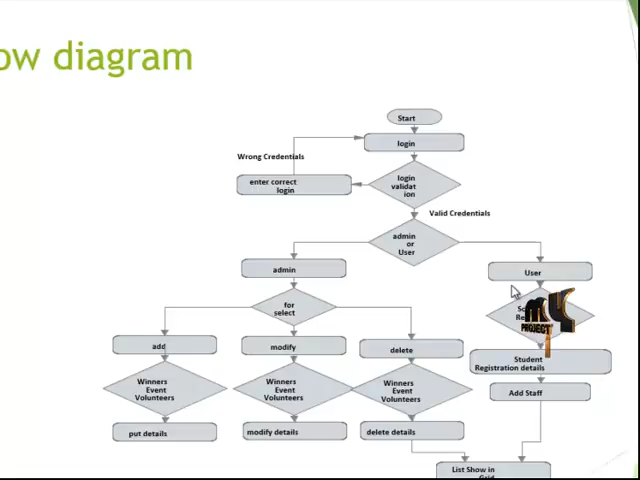 ow diagram
Start
login
Wrong Credentials
enter correct
login
login
validat
ion
Valid Credentials
admin
or
User
admin
User
for
select
PROJECT
add
modify
delete
Student
Registration details
Winners
Event
Volunteers
Winners
Event
Volunteers
Winners
Event
Volunteers
Add Staff
put details
modify details
delete details
List Show in
Grid